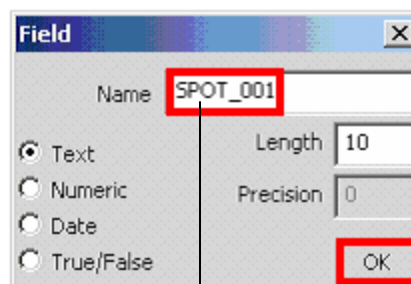 Field
Name SPOT_001
Text
Length 10
Numeric
Precision 0
Date
True/False
OK